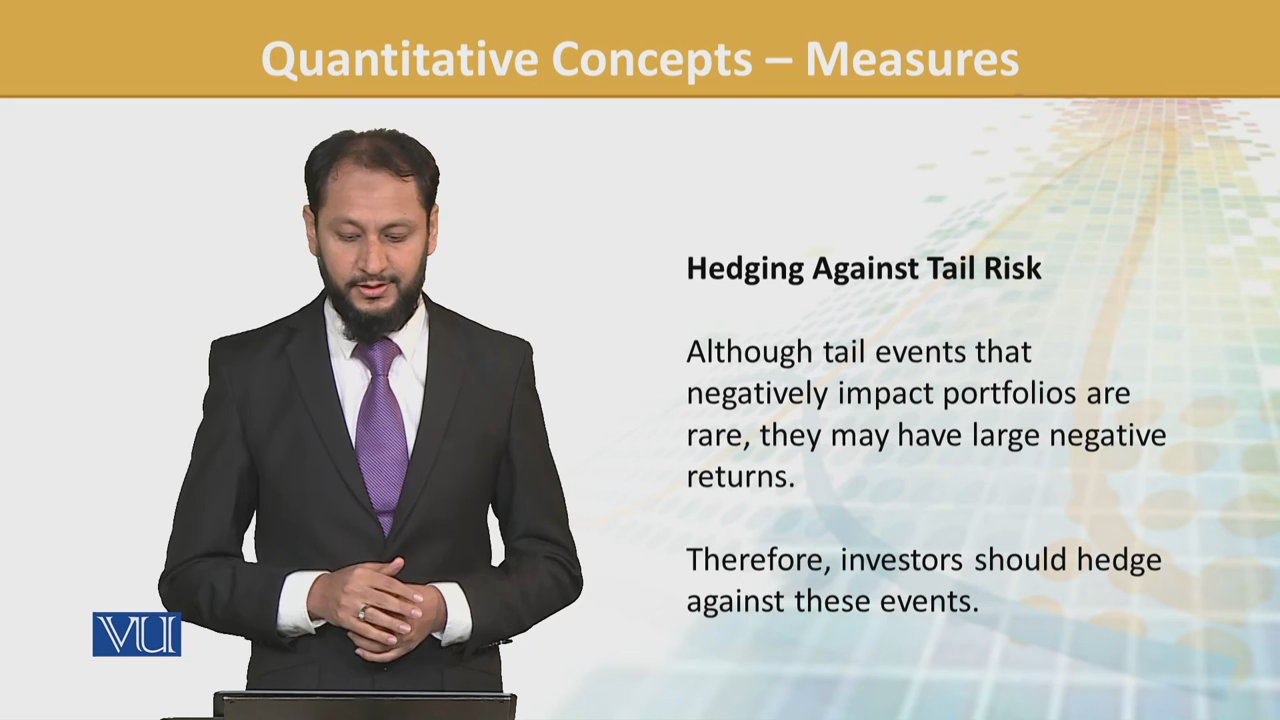 Quantitative Concepts – Measures
Hedging Against Tail Risk
Although tail events that
negatively impact portfolios are
rare, they may have large negative
returns.
Therefore, investors should hedge
against these events.
VU